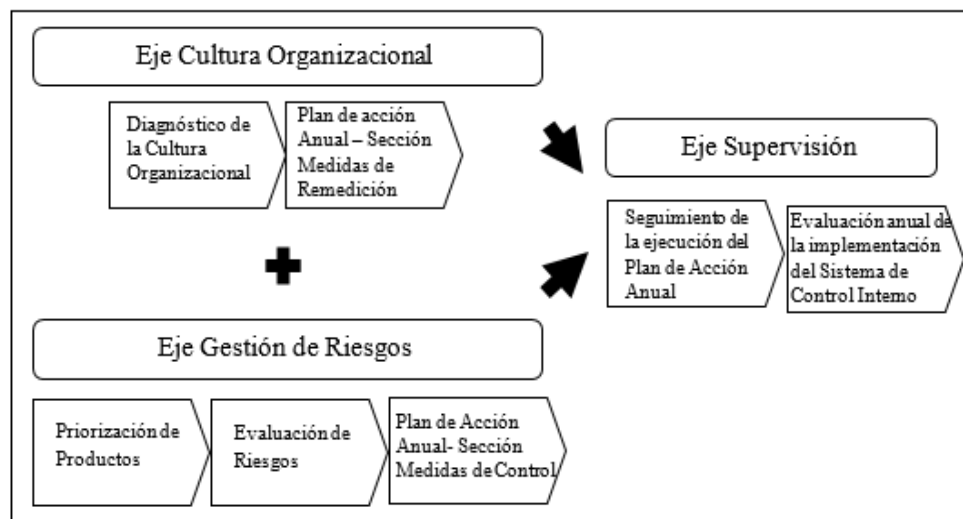 Eje Cultura Organizacional
Diagnóstico de
la Cultura
Organizacional
Plan de acción
Anual – Sección
Medidas de
Remedición
Eje Supervisión
Seguimiento de
la ejecución del
Plan de Acción
Anual
Evaluación anual de
la implementación
del Sistema de
Control Interno
Eje Gestión de Riesgos
Priorización de
Productos
Evaluación de
Riesgos
Plan de Acción
Anual- Sección
Medidas de Control